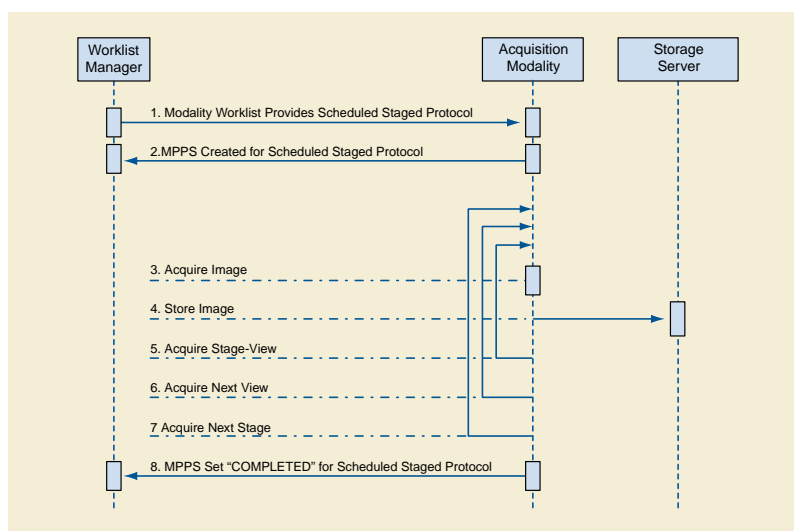 Worklist
Manager
Acquisition
Modality
Storage
Server
1. Modality Worklist Provides Scheduled Staged Protocol
2.MPPS Created for Scheduled Staged Protocol
3. Acquire Image
4. Store Image
5. Acquire Stage-View
6. Acquire Next View
7 Acquire Next Stage
8. MPPS Set “COMPLETED” for Scheduled Staged Protocol